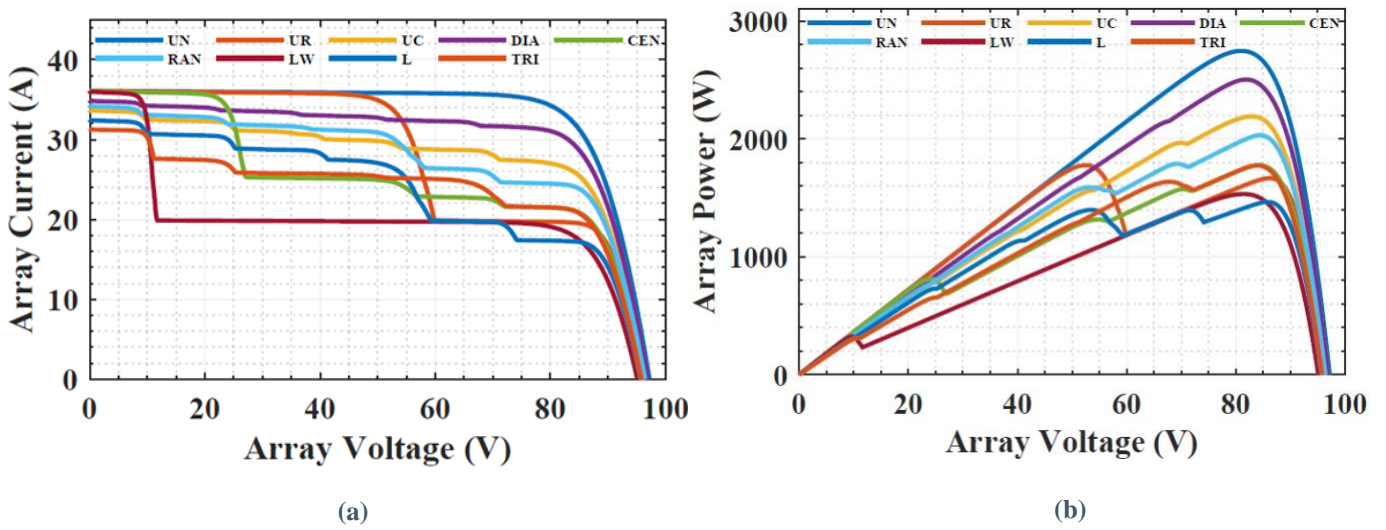 Array Current (A)
40
30
20
10
0
UN UR UC DIA CEN
RAN LW L TRI
0 20 40 60 80 100
Array Voltage (V)
(a)
Array Power (W)
3000
2000
1000
0
UN UR UC DIA CEN
RAN LW L TRI
0 20 40 60 80 100
Array Voltage (V)
(b)